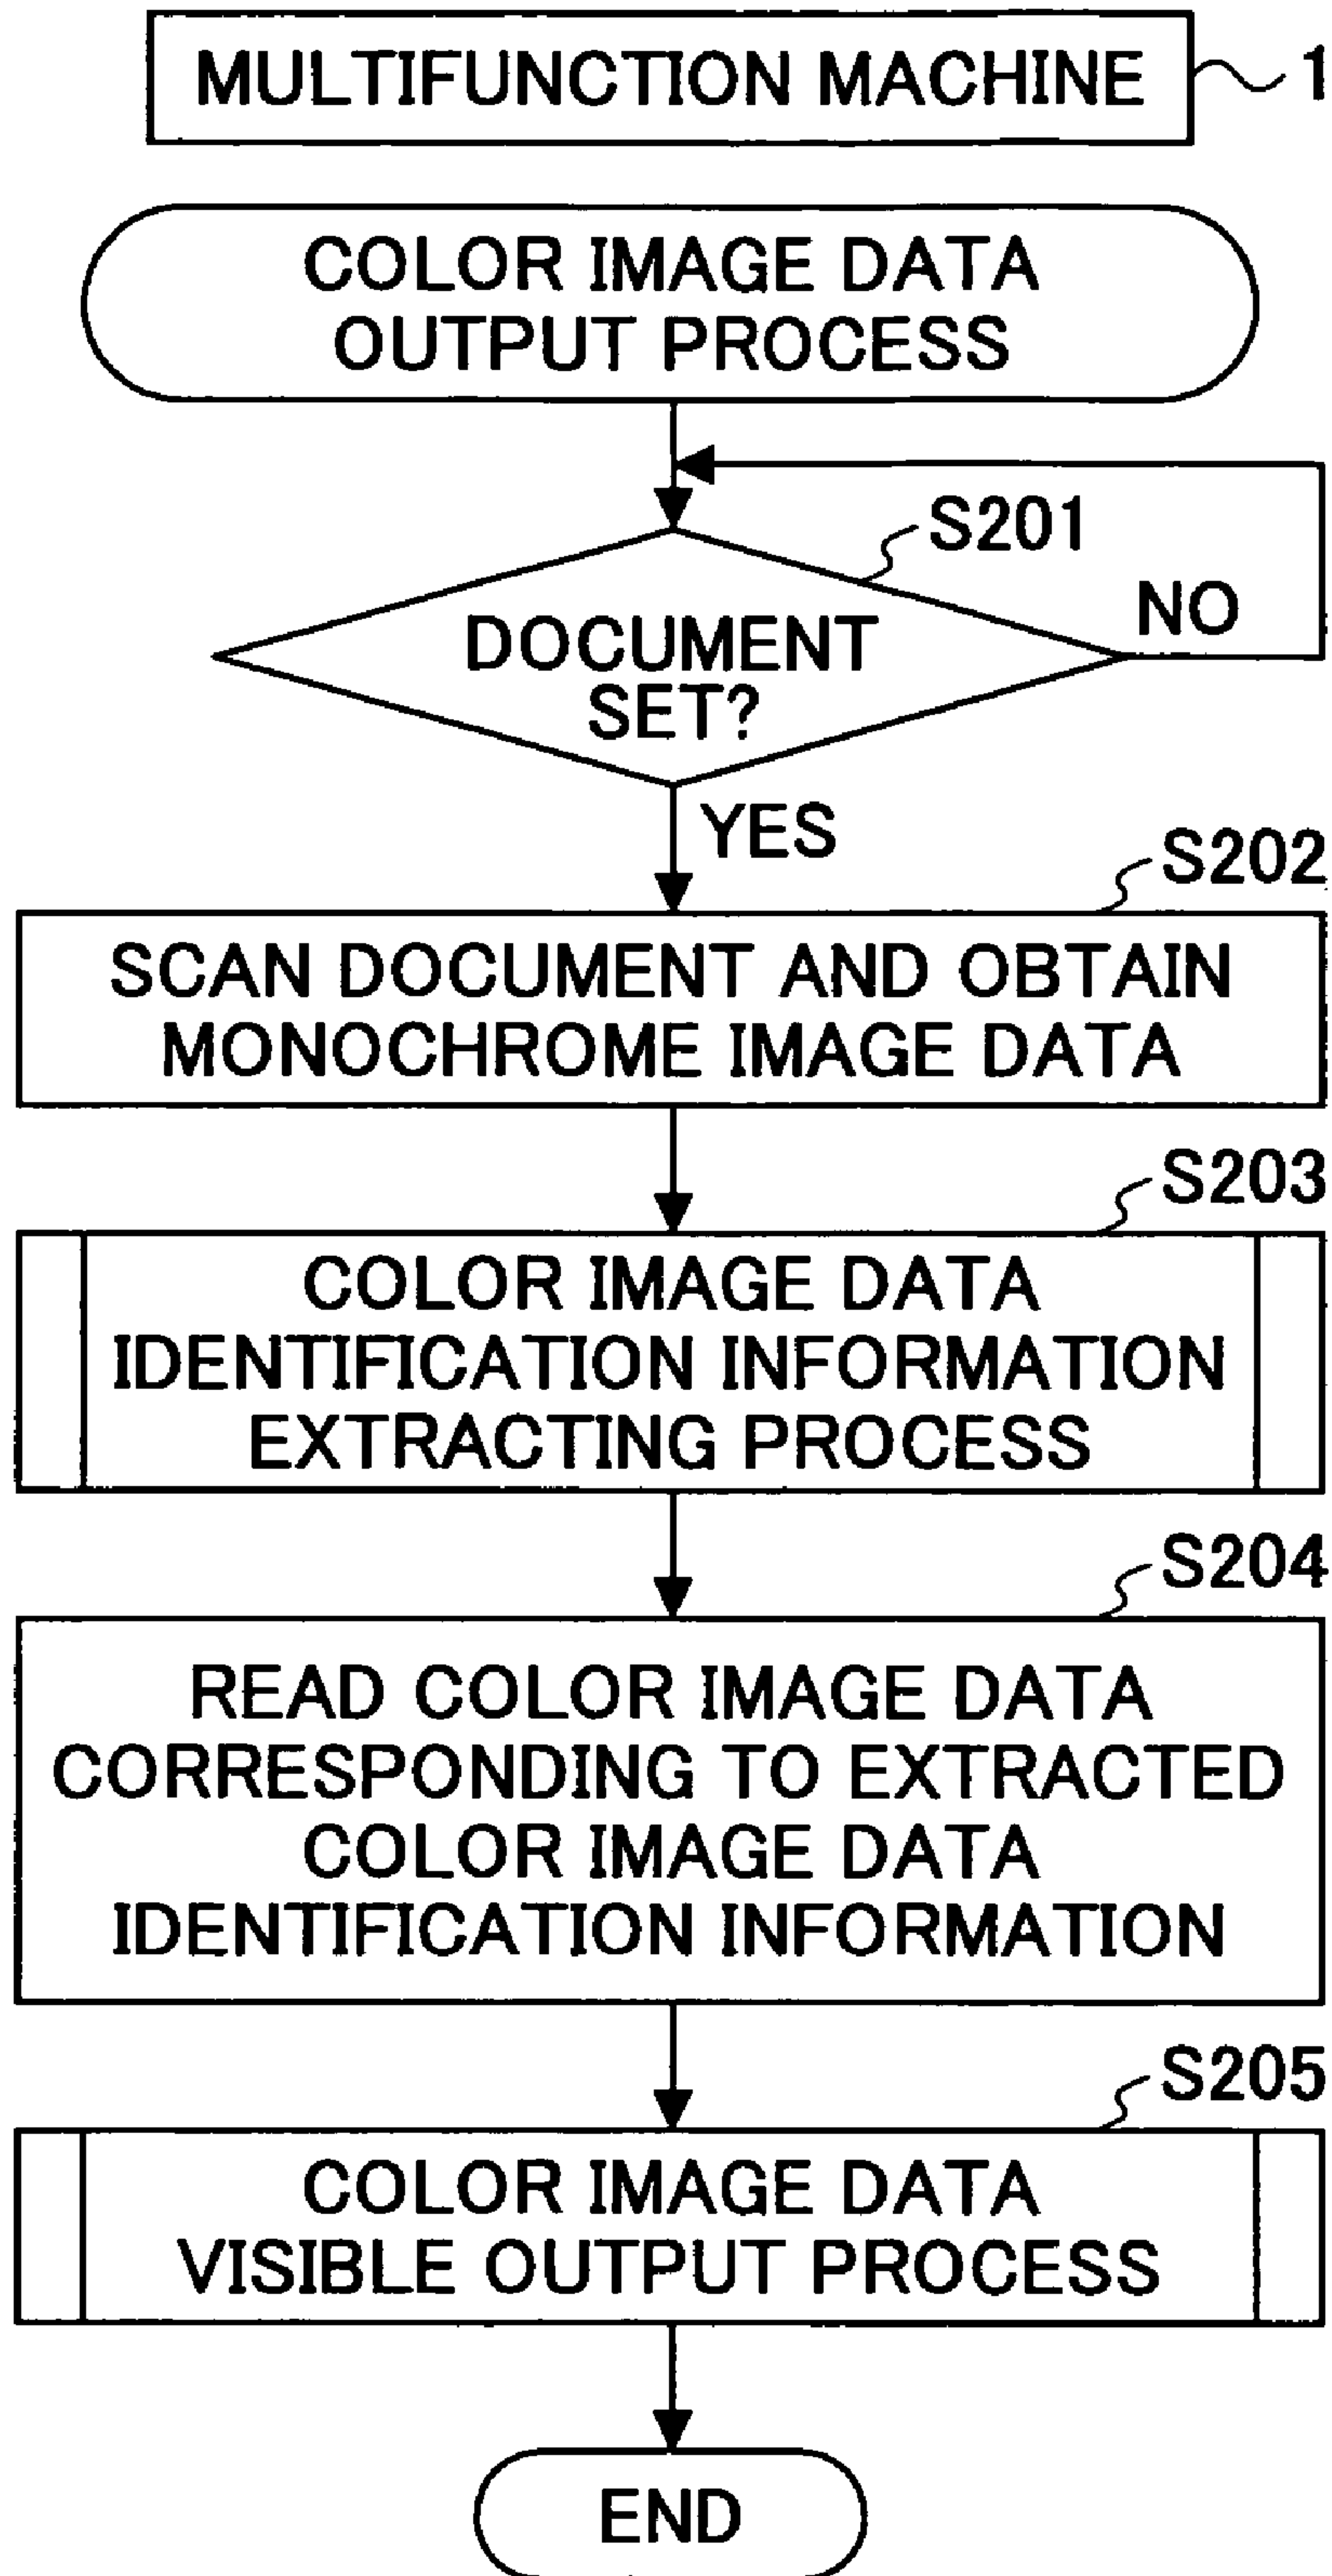 MULTIFUNCTION MACHINE
1
COLOR IMAGE DATA
OUTPUT PROCESS
S201
DOCUMENT
SET?
NO
YES
S202
SCAN DOCUMENT AND OBTAIN
MONOCHROME IMAGE DATA
S203
COLOR IMAGE DATA
IDENTIFICATION INFORMATION
EXTRACTING PROCESS
S204
READ COLOR IMAGE DATA
CORRESPONDING TO EXTRACTED
COLOR IMAGE DATA
IDENTIFICATION INFORMATION
S205
COLOR IMAGE DATA
VISIBLE OUTPUT PROCESS
END